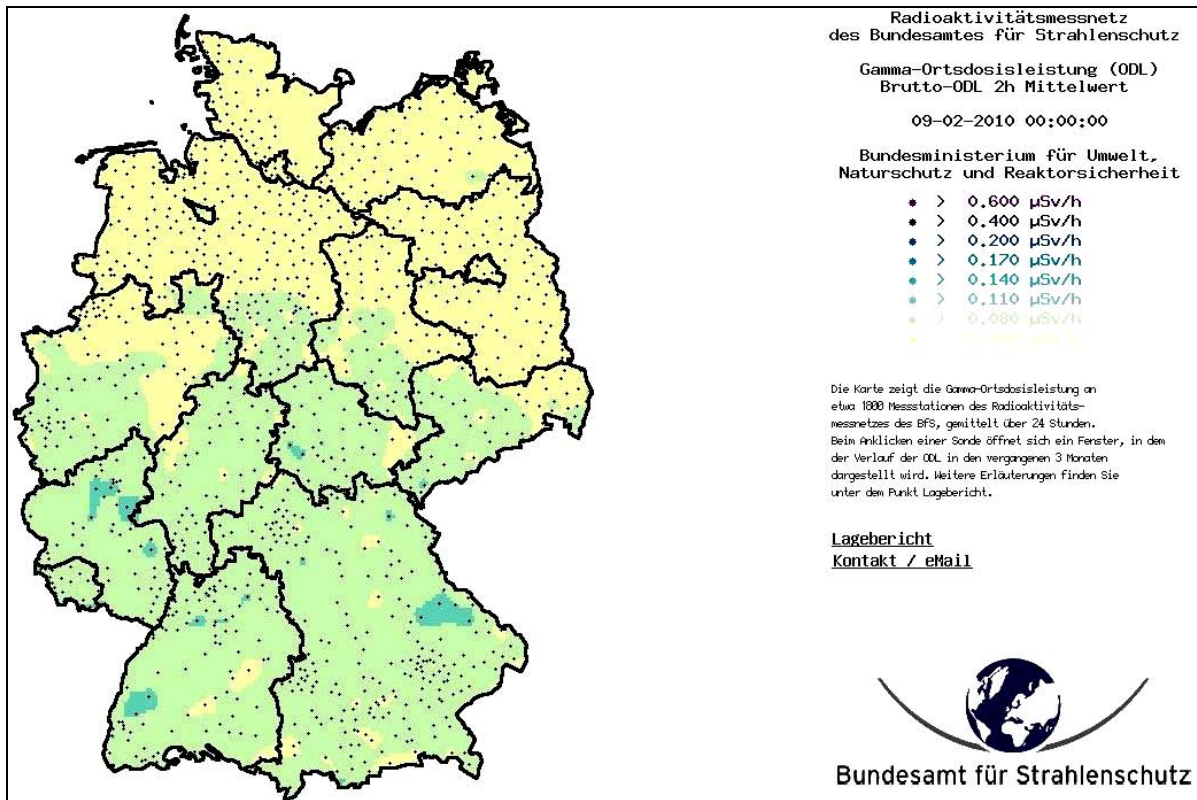 Radioaktivitätsmessnetz
des Bundesamtes für Strahlenschutz
Gamma-Ortsdosisleistung (ODL)
Brutto-ODL 2h Mittelwert
09-02-2010 00:00:00
Bundesministerium für Umwelt,
Naturschutz und Reaktorsicherheit
> 0.600 µSv/h
> 0.400 µSv/h
> 0.200 µSv/h
> 0.170 µSv/h
> 0.140 µSv/h
> 0.110 µSv/h
> 0.080 µSv/h
Die Karte zeigt die Gamma-Ortsdosisleistung an
etwa 1800 Messstationen des Radioaktivitäts-
messnetzes des BfS, gemittelt über 24 Stunden.
Beim Anklicken einer Sonde öffnet sich ein Fenster, in dem
der Verlauf der ODL in den vergangenen 3 Monaten
dargestellt wird. Weitere Erläuterungen finden Sie
unter dem Punkt Lagebericht.
Lagebericht
Kontakt / eMail
Bundesamt für Strahlenschutz